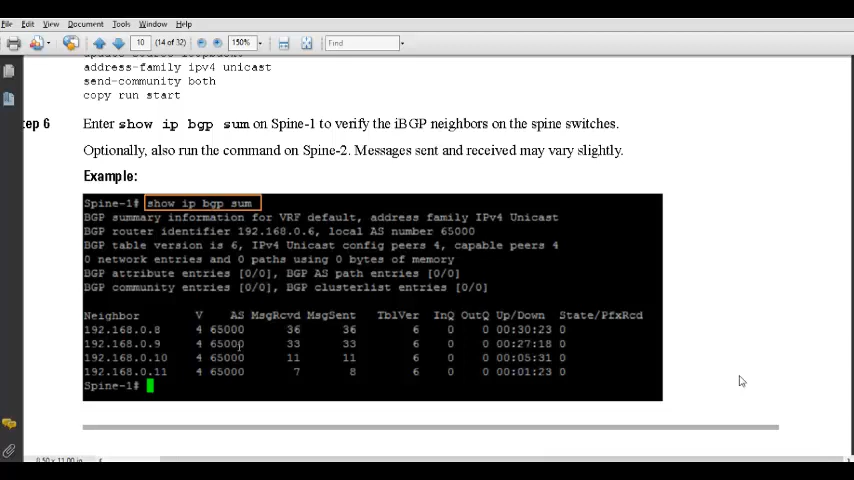 File Edit View Document Tools Window Help
10 (14 of 32) 150% Find
address-family ipv4 unicast
send-community both
copy run start
tep 6 Enter show ip bgp sum on Spine-1 to verify the iBGP neighbors on the spine switches.
Optionally, also run the command on Spine-2. Messages sent and received may vary slightly.
Example:
Spine-1# show ip bgp sum
BGP summary information for VRF default, address family IPv4 Unicast
BGP router identifier 192.168.0.6, local AS number 65000
BGP table version is 6, IPv4 Unicast config peers 4, capable peers 4
0 network entries and 0 paths using 0 bytes of memory
BGP attribute entries [0/0], BGP AS path entries [0/0]
BGP community entries [0/0], BGP clusterlist entries [0/0]
Neighbor V AS MsgRcvd MsgSent TblVer InQ OutQ Up/Down State/PfxRcd
192.168.0.8 4 65000 36 36 6 0 0 00:30:23 0
192.168.0.9 4 65000 33 33 6 0 0 00:27:18 0
192.168.0.10 4 65000 11 11 6 0 0 00:05:31 0
192.168.0.11 4 65000 7 8 6 0 0 00:01:23 0
Spine-1#